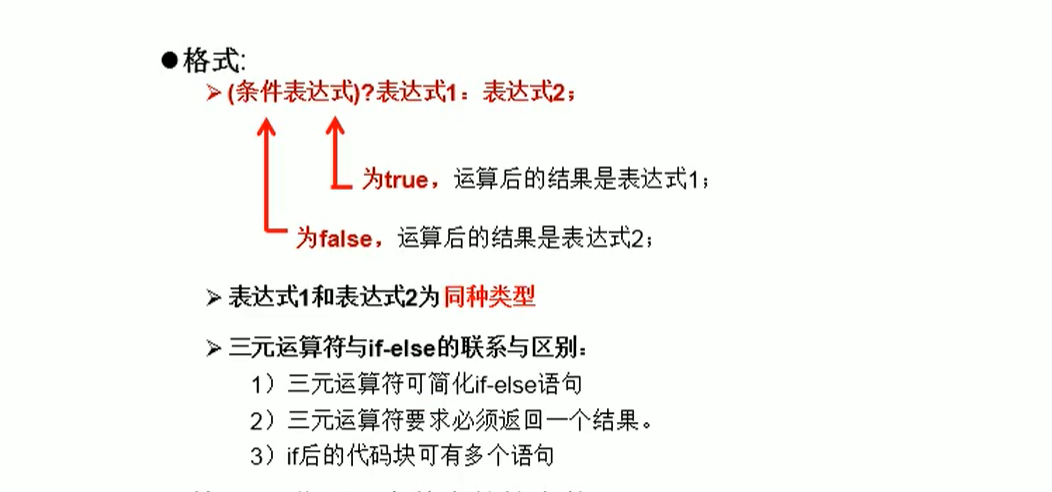 ●格式:
➢(条件表达式)?表达式1：表达式2；
为true，运算后的结果是表达式1；
为false，运算后的结果是表达式2；
➢表达式1和表达式2为同种类型
➢三元运算符与if-else的联系与区别：
1）三元运算符可简化if-else语句
2）三元运算符要求必须返回一个结果。
3）if后的代码块可有多个语句